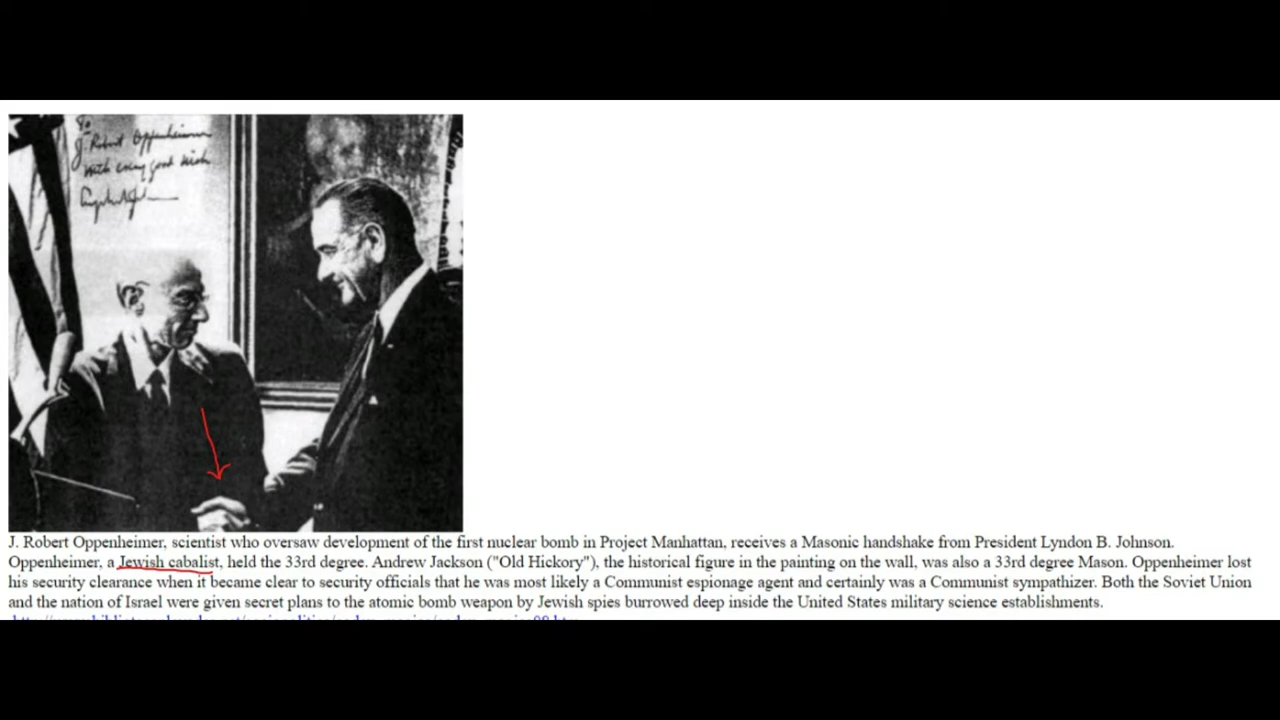 To
J. Robert Oppenheimer
With every good wish
J. Robert Oppenheimer, scientist who oversaw development of the first nuclear bomb in Project Manhattan, receives a Masonic handshake from President Lyndon B. Johnson.
Oppenheimer, a Jewish cabalist, held the 33rd degree. Andrew Jackson ("Old Hickory"), the historical figure in the painting on the wall, was also a 33rd degree Mason. Oppenheimer lost
his security clearance when it became clear to security officials that he was most likely a Communist espionage agent and certainly was a Communist sympathizer. Both the Soviet Union
and the nation of Israel were given secret plans to the atomic bomb weapon by Jewish spies burrowed deep inside the United States military science establishments.